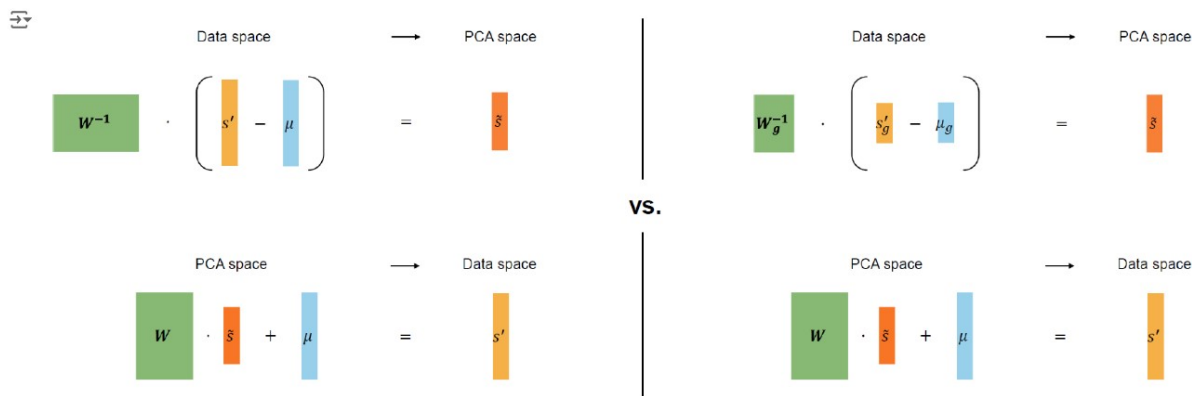 Data space → PCA space
W⁻¹ · ( s′ − μ ) = s̃
PCA space → Data space
W · s̃ + μ = s′
vs.
Data space → PCA space
W_g⁻¹ · ( s′_g − μ_g ) = s̃
PCA space → Data space
W · s̃ + μ = s′